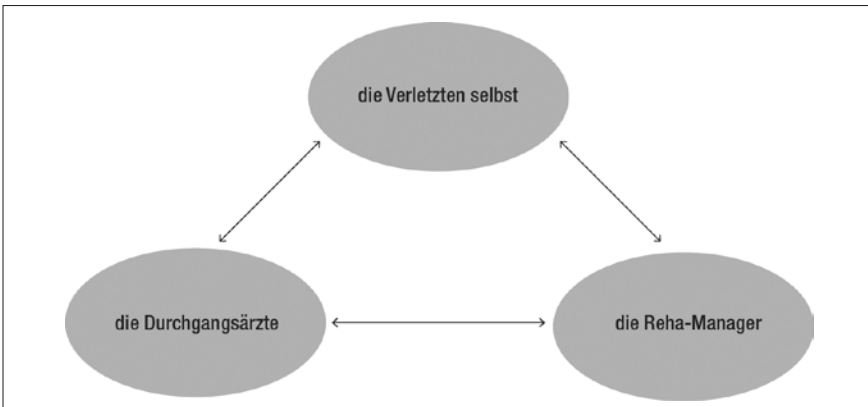 die Verletzten selbst
die Durchgangsärzte
die Reha-Manager